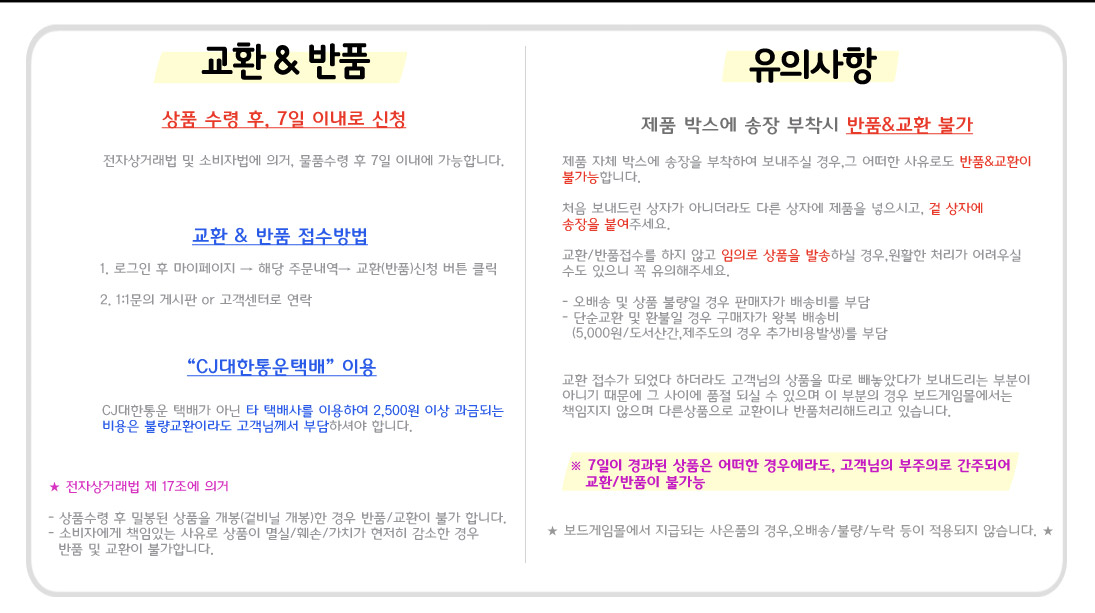 교환 & 반품
상품 수령 후, 7일 이내로 신청
전자상거래법 및 소비자법에 의거, 물품수령 후 7일 이내에 가능합니다.
교환 & 반품 접수방법
1. 로그인 후 마이페이지 → 해당 주문내역→ 교환(반품)신청 버튼 클릭
2. 1:1문의 게시판 or 고객센터로 연락
“CJ대한통운택배” 이용
CJ대한통운 택배가 아닌 타 택배사를 이용하여 2,500원 이상 과금되는
비용은 불량교환이라도 고객님께서 부담하셔야 합니다.
★ 전자상거래법 제 17조에 의거
- 상품수령 후 밀봉된 상품을 개봉(겉비닐 개봉)한 경우 반품/교환이 불가 합니다.
- 소비자에게 책임있는 사유로 상품이 멸실/훼손/가치가 현저히 감소한 경우
반품 및 교환이 불가합니다.
유의사항
제품 박스에 송장 부착시 반품&교환 불가
제품 자체 박스에 송장을 부착하여 보내주실 경우,그 어떠한 사유로도 반품&교환이
불가능합니다.
처음 보내드린 상자가 아니더라도 다른 상자에 제품을 넣으시고, 겉 상자에
송장을 붙여주세요.
교환/반품접수를 하지 않고 임의로 상품을 발송하실 경우,원활한 처리가 어려우실
수도 있으니 꼭 유의해주세요.
- 오배송 및 상품 불량일 경우 판매자가 배송비를 부담
- 단순교환 및 환불일 경우 구매자가 왕복 배송비
(5,000원/도서산간,제주도의 경우 추가비용발생)를 부담
교환 접수가 되었다 하더라도 고객님의 상품을 따로 빼놓았다가 보내드리는 부분이
아니기 때문에 그 사이에 품절 되실 수 있으며 이 부분의 경우 보드게임몰에서는
책임지지 않으며 다른상품으로 교환이나 반품처리해드리고 있습니다.
※ 7일이 경과된 상품은 어떠한 경우에라도, 고객님의 부주의로 간주되어
교환/반품이 불가능
★ 보드게임몰에서 지급되는 사은품의 경우,오배송/불량/누락 등이 적용되지 않습니다. ★